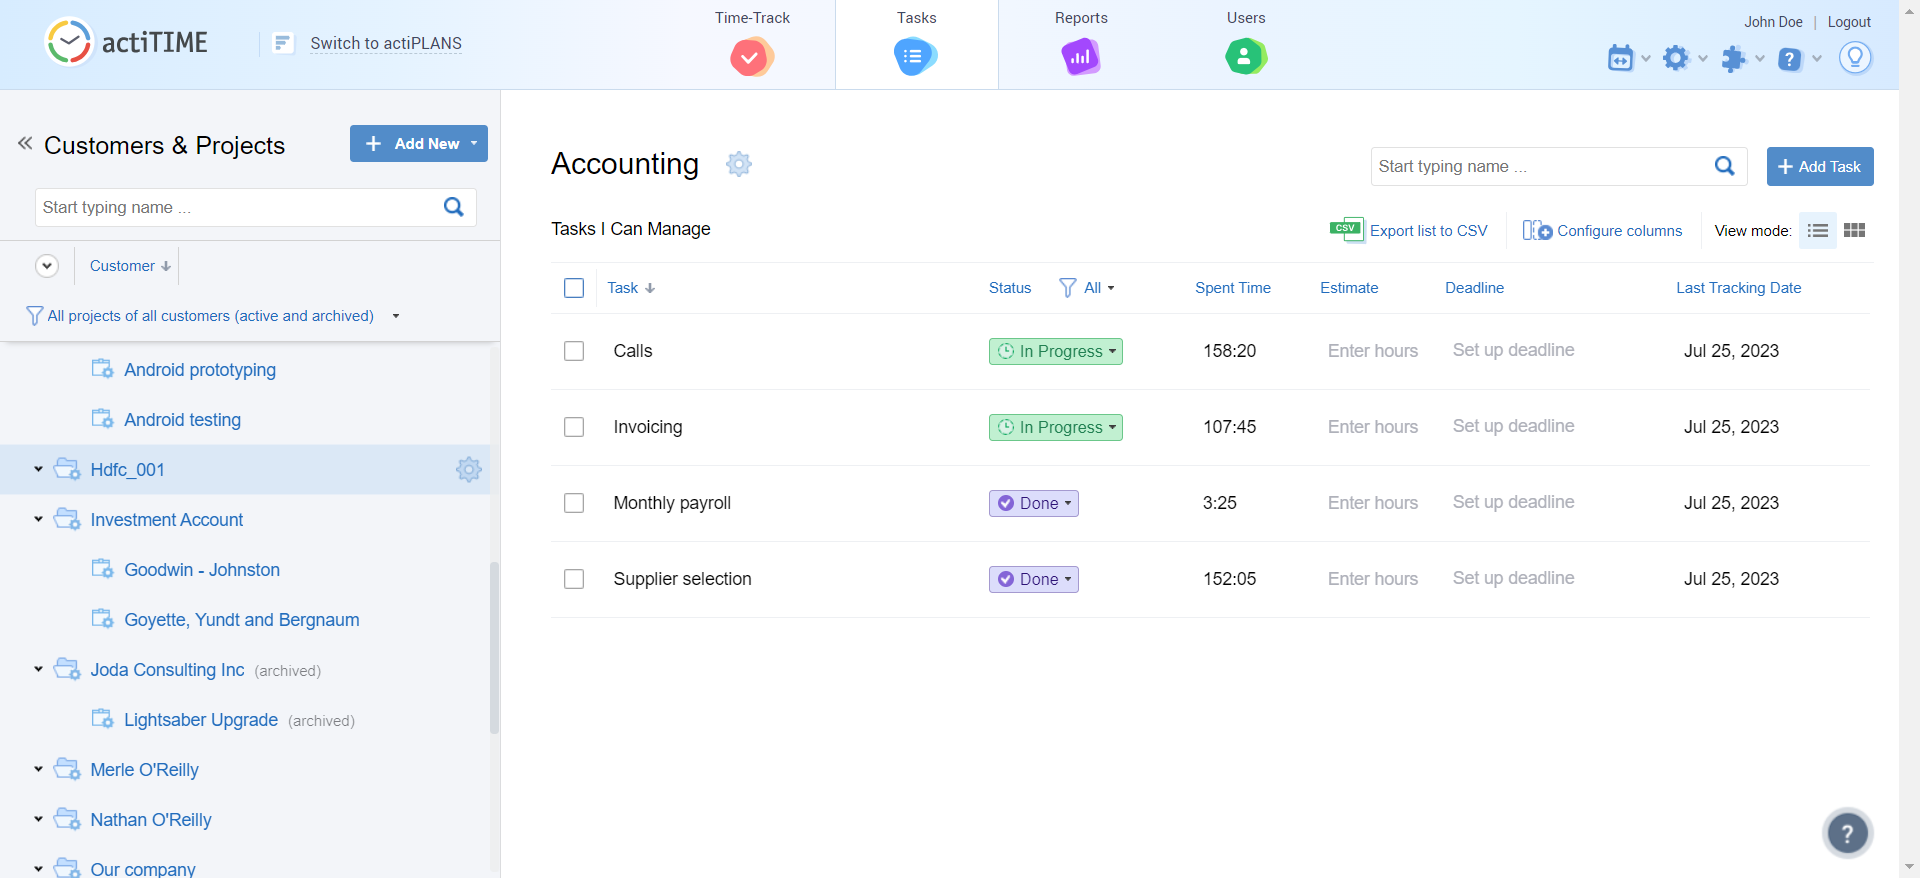 actiTIME
Switch to actiPLANS
Time-Track
Tasks
Reports
Users
John Doe | Logout
Customers & Projects
Add New
Start typing name ...
Customer
All projects of all customers (active and archived)
Android prototyping
Android testing
Hdfc_001
Investment Account
Goodwin - Johnston
Goyette, Yundt and Bergnaum
Joda Consulting Inc (archived)
Lightsaber Upgrade (archived)
Merle O'Reilly
Nathan O'Reilly
Our company
Accounting
Start typing name ...
Add Task
Tasks I Can Manage
CSV Export list to CSV
Configure columns
View mode:
Task Status All Spent Time Estimate Deadline Last Tracking Date
Calls In Progress 158:20 Enter hours Set up deadline Jul 25, 2023
Invoicing In Progress 107:45 Enter hours Set up deadline Jul 25, 2023
Monthly payroll Done 3:25 Enter hours Set up deadline Jul 25, 2023
Supplier selection Done 152:05 Enter hours Set up deadline Jul 25, 2023
?